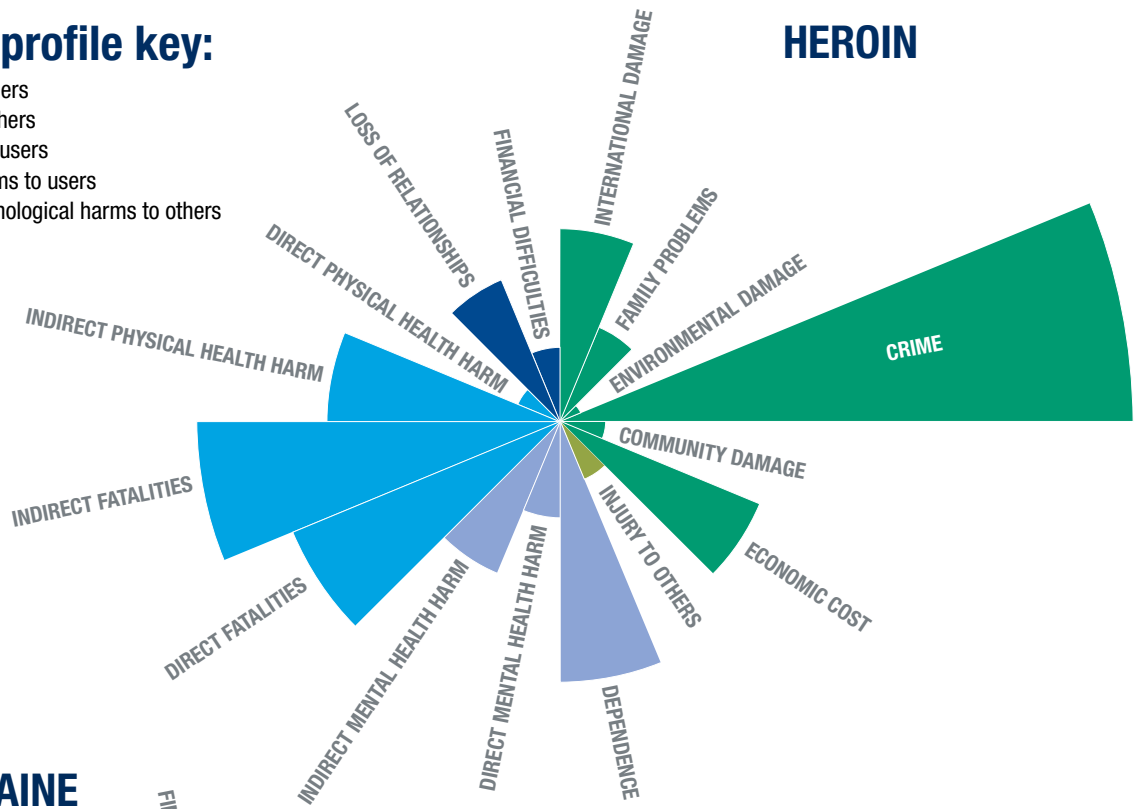 profile key:
HEROIN
ers
hers
users
ms to users
hological harms to others
INTERNATIONAL DAMAGE
FAMILY PROBLEMS
ENVIRONMENTAL DAMAGE
CRIME
COMMUNITY DAMAGE
ECONOMIC COST
INJURY TO OTHERS
DEPENDENCE
DIRECT MENTAL HEALTH HARM
INDIRECT MENTAL HEALTH HARM
DIRECT FATALITIES
INDIRECT FATALITIES
INDIRECT PHYSICAL HEALTH HARM
DIRECT PHYSICAL HEALTH HARM
LOSS OF RELATIONSHIPS
FINANCIAL DIFFICULTIES
AINE
FI